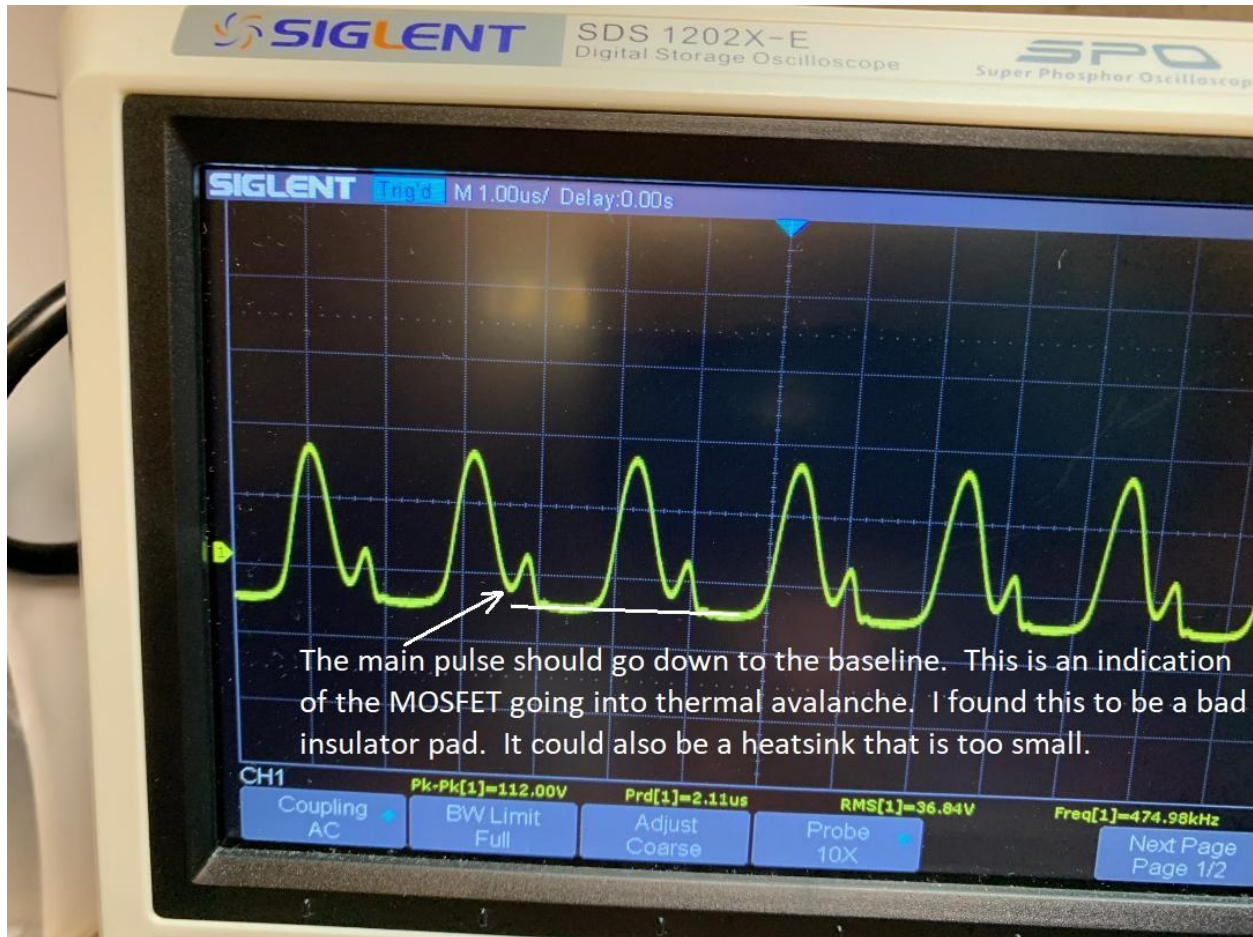 SIGLENT SDS 1202X-E
Digital Storage Oscilloscope
SPO
Super Phosphor Oscilloscop
SIGLENT Trig'd M 1.00us/ Delay:0.00s
1
The main pulse should go down to the baseline. This is an indication
of the MOSFET going into thermal avalanche. I found this to be a bad
insulator pad. It could also be a heatsink that is too small.
CH1
Pk-Pk[1]=112.00V Prd[1]=2.11us RMS[1]=36.84V Freq[1]=474.98kHz
Coupling BW Limit Adjust Probe Next Page
AC Full Coarse 10X Page 1/2